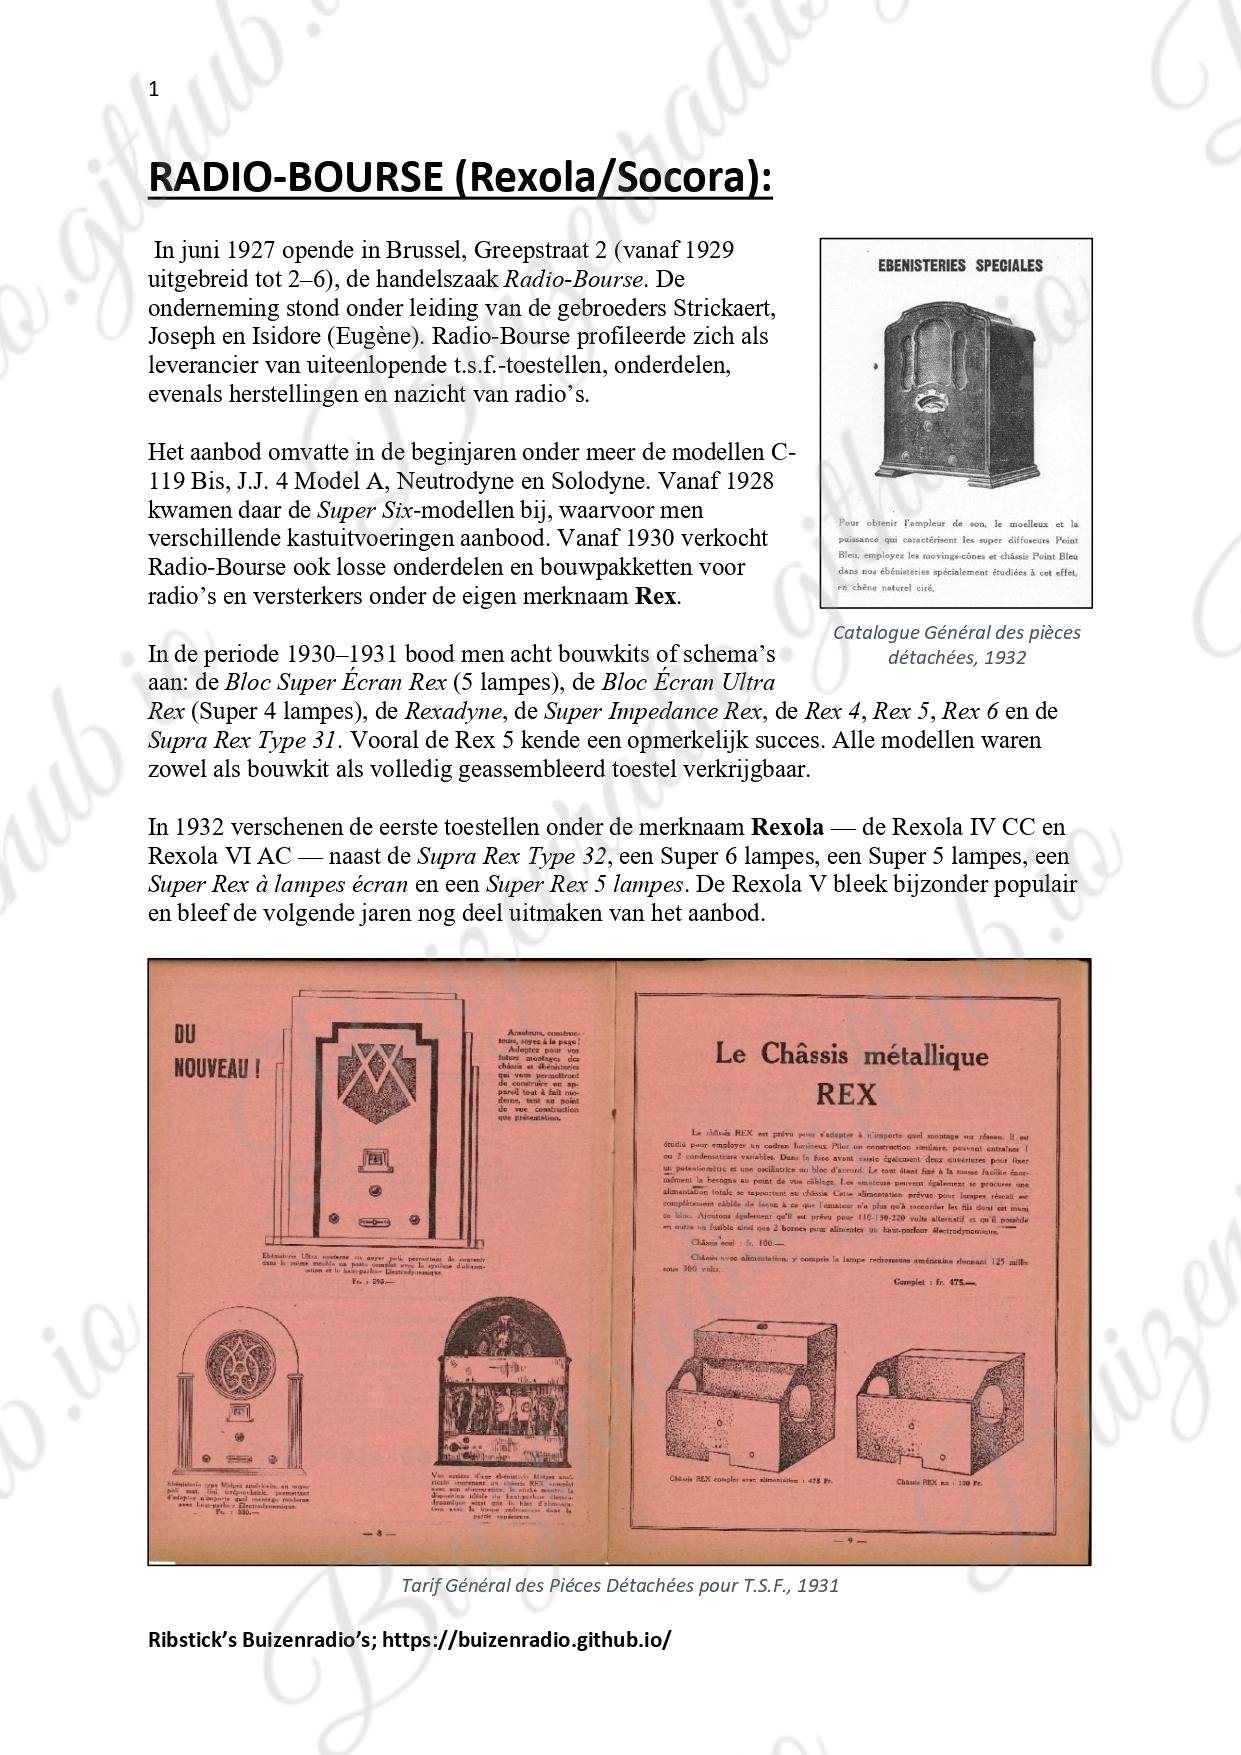 1
RADIO-BOURSE (Rexola/Socora):
In juni 1927 opende in Brussel, Greepstraat 2 (vanaf 1929
uitgebreid tot 2–6), de handelszaak Radio-Bourse. De
onderneming stond onder leiding van de gebroeders Strickaert,
Joseph en Isidore (Eugène). Radio-Bourse profileerde zich als
leverancier van uiteenlopende t.s.f.-toestellen, onderdelen,
evenals herstellingen en nazicht van radio’s.
Het aanbod omvatte in de beginjaren onder meer de modellen C-
119 Bis, J.J. 4 Model A, Neutrodyne en Solodyne. Vanaf 1928
kwamen daar de Super Six-modellen bij, waarvoor men
verschillende kastuitvoeringen aanbood. Vanaf 1930 verkocht
Radio-Bourse ook losse onderdelen en bouwpakketten voor
radio’s en versterkers onder de eigen merknaam Rex.
EBENISTERIES SPECIALES
Pour obtenir l'ampleur de son, le moelleux et la
puissance qui caractérisent les super diffuseurs Point
Bleu, employez les movings-cônes et châssis Point Bleu
dans nos ébénisteries spécialement étudiées à cet effet,
en chêne naturel ciré.
Catalogue Général des pièces
détachées, 1932
In de periode 1930–1931 bood men acht bouwkits of schema’s
aan: de Bloc Super Écran Rex (5 lampes), de Bloc Écran Ultra
Rex (Super 4 lampes), de Rexadyne, de Super Impedance Rex, de Rex 4, Rex 5, Rex 6 en de
Supra Rex Type 31. Vooral de Rex 5 kende een opmerkelijk succes. Alle modellen waren
zowel als bouwkit als volledig geassembleerd toestel verkrijgbaar.
In 1932 verschenen de eerste toestellen onder de merknaam Rexola — de Rexola IV CC en
Rexola VI AC — naast de Supra Rex Type 32, een Super 6 lampes, een Super 5 lampes, een
Super Rex à lampes écran en een Super Rex 5 lampes. De Rexola V bleek bijzonder populair
en bleef de volgende jaren nog deel uitmaken van het aanbod.
DU
NOUVEAU !
Amateurs, construc-
teurs, soyez à la page !
Adoptez pour vos
futurs montages des
châssis et ébénisteries
qui vous permettront
de construire un ap-
pareil tout à fait mo-
derne, tant au point
de vue construction
que présentation.
Ebénisterie Ultra moderne en noyer poli, permettant de contenir
dans le même meuble un poste complet avec le système d'alimen-
tation et le haut-parleur Electrodynamique.
Fr. : 595.—
Ebénisterie type Midget américain, en noyer
poli mat, fini irréprochable, permettant
d'adapter n'importe quel montage moderne
avec haut-parleur Electrodynamique.
Vue arrière d'une ébénisterie Midget amé-
ricain contenant un châssis REX complet
avec son alimentation, le cliché montre la
disposition idéale du haut-parleur électro-
dynamique ainsi que le bloc d'alimenta-
tion avec la lampe redresseuse dans la
partie supérieure.
— 8 —
Le Châssis métallique
REX
Le châssis REX est prévu pour s'adapter à n'importe quel montage ou réseau. Il est
étudié pour employer un cadran lumineux Pilot ou construction similaire, pouvant entraîner 1
ou 2 condensateurs variables. Dans la face avant existe également deux ouvertures pour fixer
un potentiomètre et une oscillatrice ou bloc d'accord. Le tout étant fixé à la masse facilite énor-
mément la besogne au point de vue câblage. Les amateurs peuvent également se procurer une
alimentation totale se rapportant au châssis. Cette alimentation prévue pour lampes réseau est
complètement câblée de façon à ce que l'amateur n'a plus qu'à raccorder les fils dont est muni
ce bloc. Ajoutons également qu'il est prévu pour 110-130-220 volts alternatif et qu'il possède
en outre un fusible ainsi que 2 bornes pour alimenter un haut-parleur électrodynamique.
Châssis seul : fr. 100.—
Châssis avec alimentation, y compris la lampe redresseuse américaine donnant 125 millis
sous 300 volts.
Complet : fr. 475.—.
Châssis REX complet avec alimentation : 475 Fr.
Châssis REX nu : 100 Fr.
— 9 —
Tarif Général des Piéces Détachées pour T.S.F., 1931
Ribstick’s Buizenradio’s; https://buizenradio.github.io/
Buizenradio.github.io